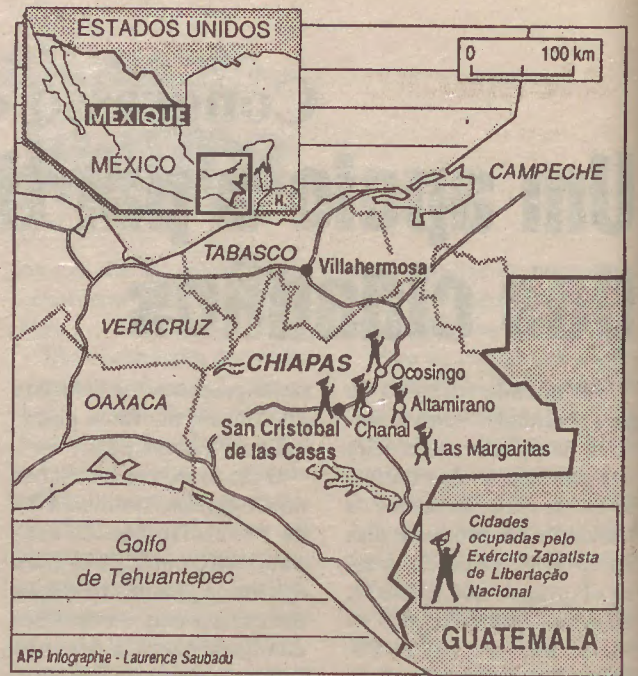 ESTADOS UNIDOS
MEXIQUE
MÉXICO
H.
0 100 km
CAMPECHE
TABASCO
Villahermosa
VERACRUZ
CHIAPAS
Ocosingo
OAXACA
Altamirano
San Cristobal
de las Casas
Chanal
Las Margaritas
Golfo
de Tehuantepec
Cidades
ocupadas pelo
Exército Zapatista
de Libertação
Nacional
GUATEMALA
AFP Infographie - Laurence Saubadu